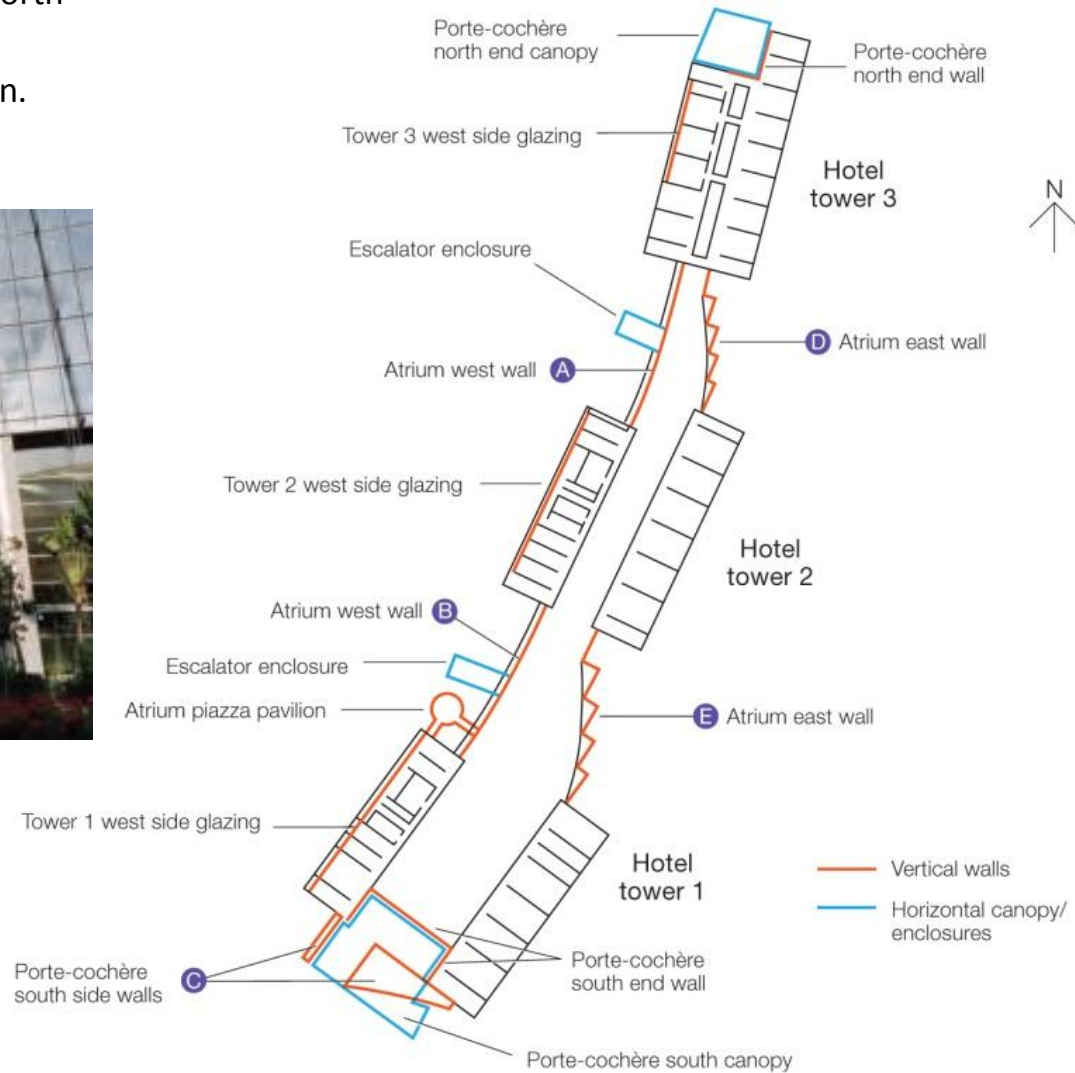 orth
n.
Porte-cochère
north end canopy
Porte-cochère
north end wall
Tower 3 west side glazing
Hotel
tower 3
N
Escalator enclosure
D Atrium east wall
Atrium west wall A
Tower 2 west side glazing
Hotel
tower 2
Atrium west wall B
Escalator enclosure
Atrium piazza pavilion
E Atrium east wall
Tower 1 west side glazing
Hotel
tower 1
Vertical walls
Horizontal canopy/
enclosures
Porte-cochère
south side walls
C
Porte-cochère
south end wall
Porte-cochère south canopy